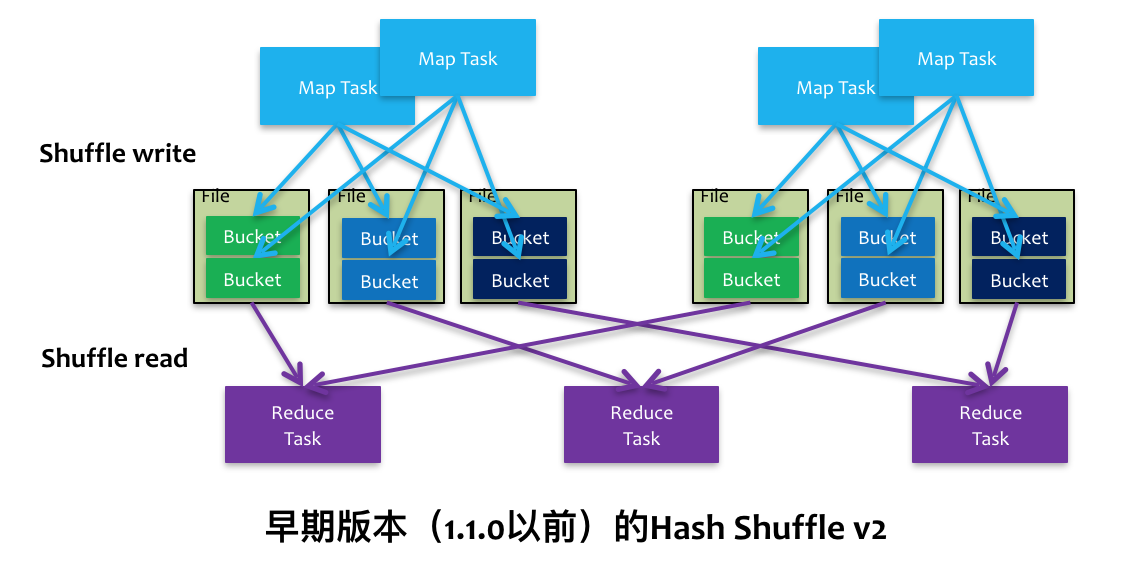 Map Task
Map Task
Map Task
Map Task
Shuffle write
File
File
File
File
File
File
Bucket
Bucket
Bucket
Bucket
Bucket
Bucket
Bucket
Bucket
Bucket
Bucket
Bucket
Bucket
Shuffle read
Reduce
Task
Reduce
Task
Reduce
Task
早期版本（1.1.0以前）的Hash Shuffle v2